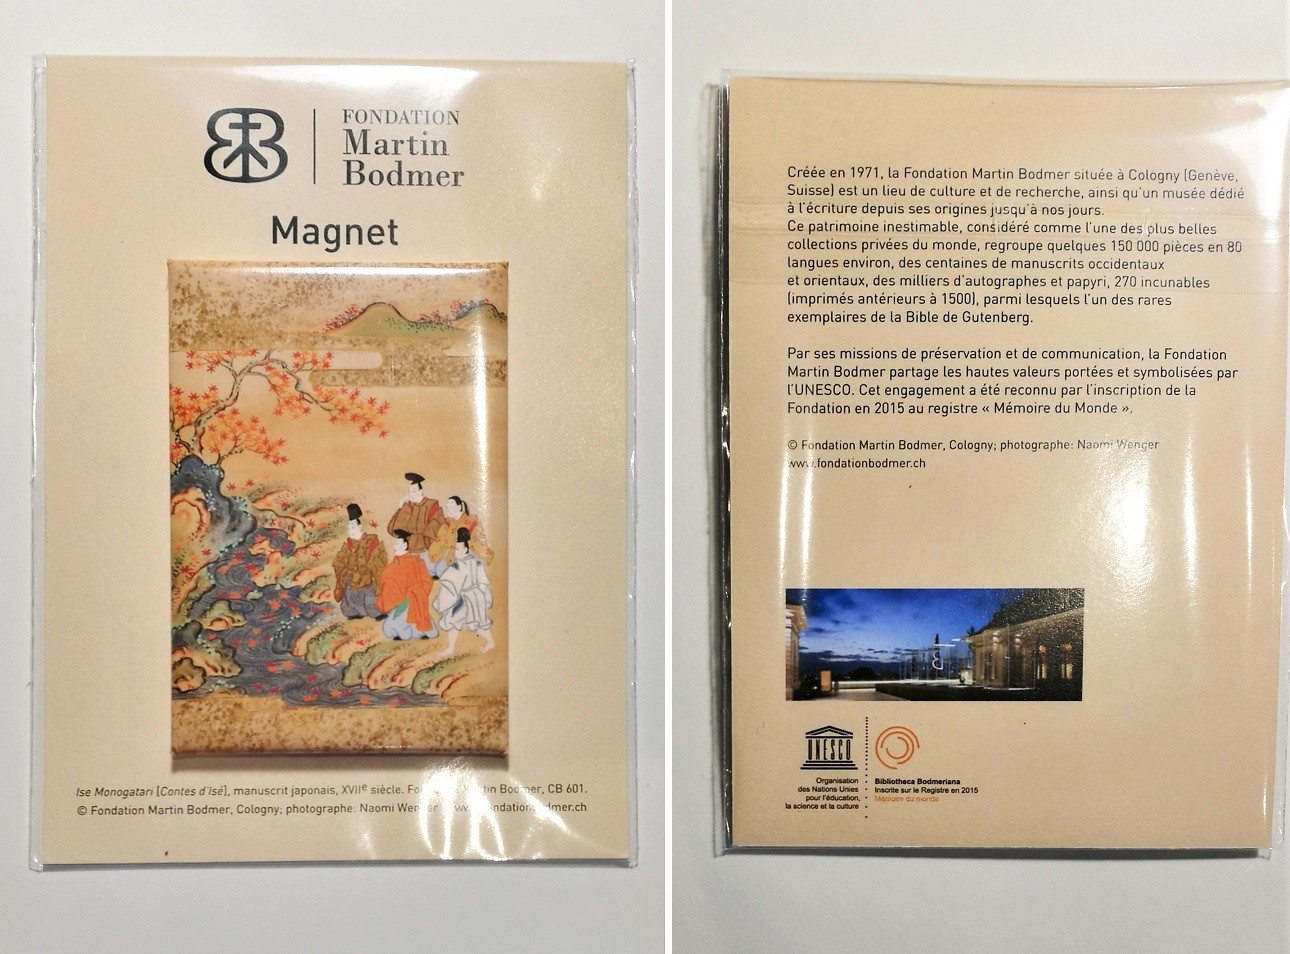 FONDATION
Martin
Bodmer
Magnet
Ise Monogatari [Contes d'Isé], manuscrit japonais, XVIIe siècle. Bodmer, CB 601.
© Fondation Martin Bodmer, Cologny; photographe: Naomi
Créée en 1971, la Fondation Martin Bodmer située à Cologny (Genève,
Suisse) est un lieu de culture et de recherche, ainsi qu'un musée dédié
à l'écriture depuis ses origines jusqu'à nos jours.
Ce patrimoine inestimable, considéré comme l'une des plus belles
collections privées du monde, regroupe quelques 150 000 pièces en 80
langues environ, des centaines de manuscrits occidentaux
et orientaux, des milliers d'autographes et papyri, 270 incunables
(imprimés antérieurs à 1500), parmi lesquels l'un des rares
exemplaires de la Bible de Gutenberg.
Par ses missions de préservation et de communication, la Fondation
Martin Bodmer partage les hautes valeurs portées et symbolisées par
l'UNESCO. Cet engagement a été reconnu par l'inscription de la
Fondation en 2015 au registre « Mémoire du Monde ».
© Fondation Martin Bodmer, Cologny; photographe: Naomi Wenger
www.fondationbodmer.ch
UNESCO
Organisation
des Nations Unies
pour l'éducation,
la science et la culture
Bibliotheca Bodmeriana
Inscrite sur le Registre en 2015
Mémoire du monde